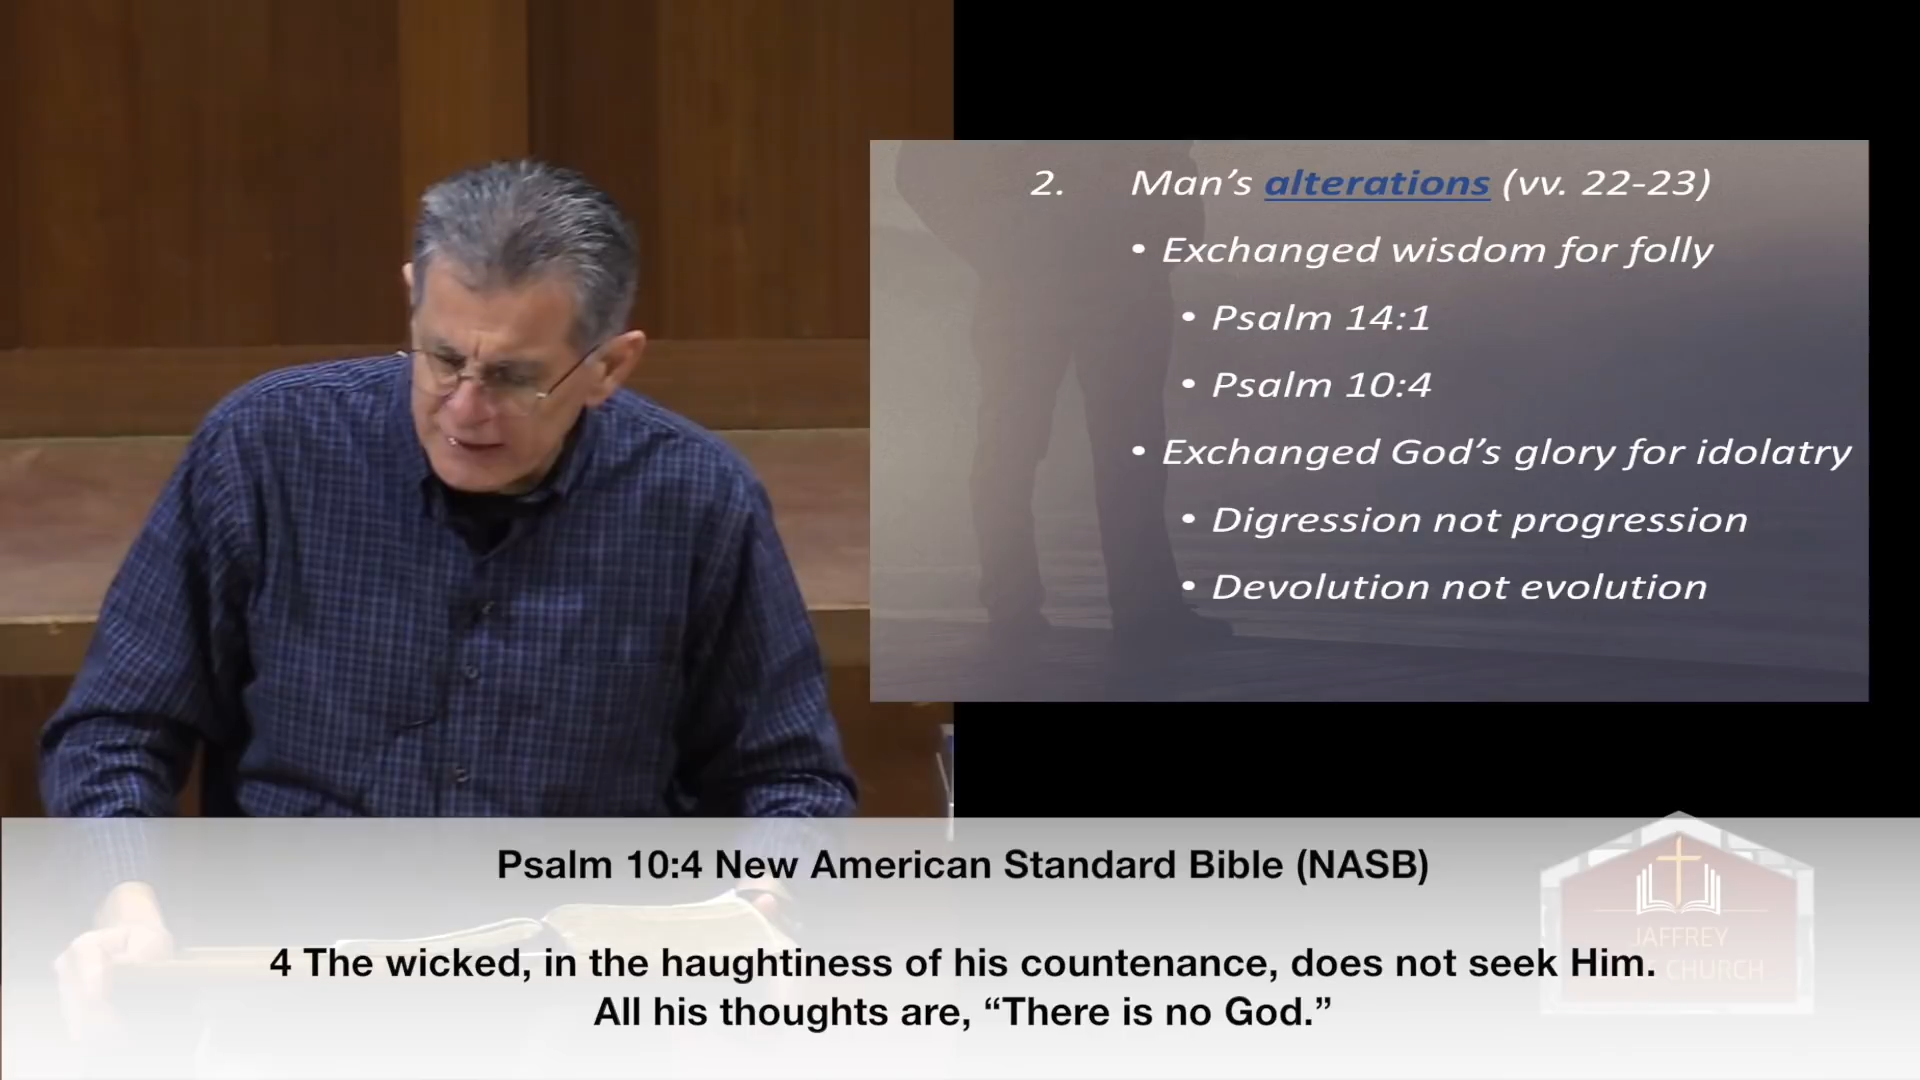 2. Man's alterations (vv. 22-23)
• Exchanged wisdom for folly
• Psalm 14:1
• Psalm 10:4
• Exchanged God's glory for idolatry
• Digression not progression
• Devolution not evolution
Psalm 10:4 New American Standard Bible (NASB)
4 The wicked, in the haughtiness of his countenance, does not seek Him.
All his thoughts are, “There is no God.”
JAFFREY
CHURCH